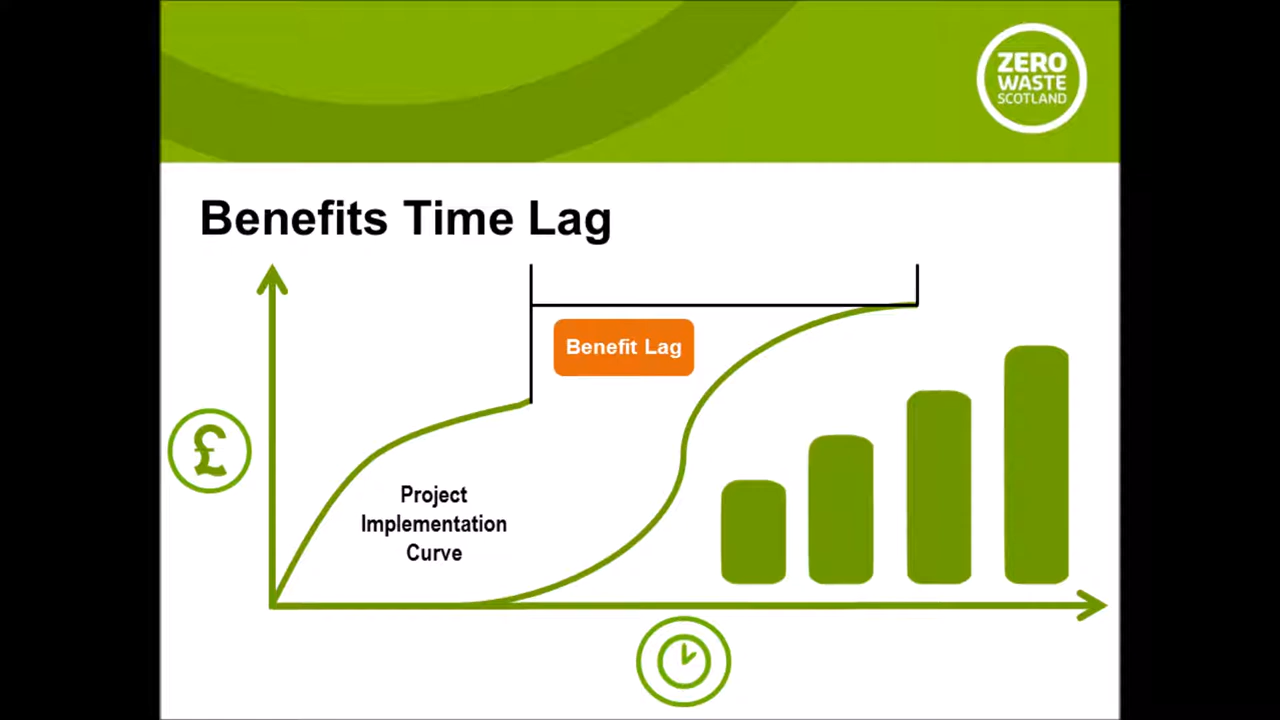 ZERO
WASTE
SCOTLAND
Benefits Time Lag
Benefit Lag
£
Project
Implementation
Curve